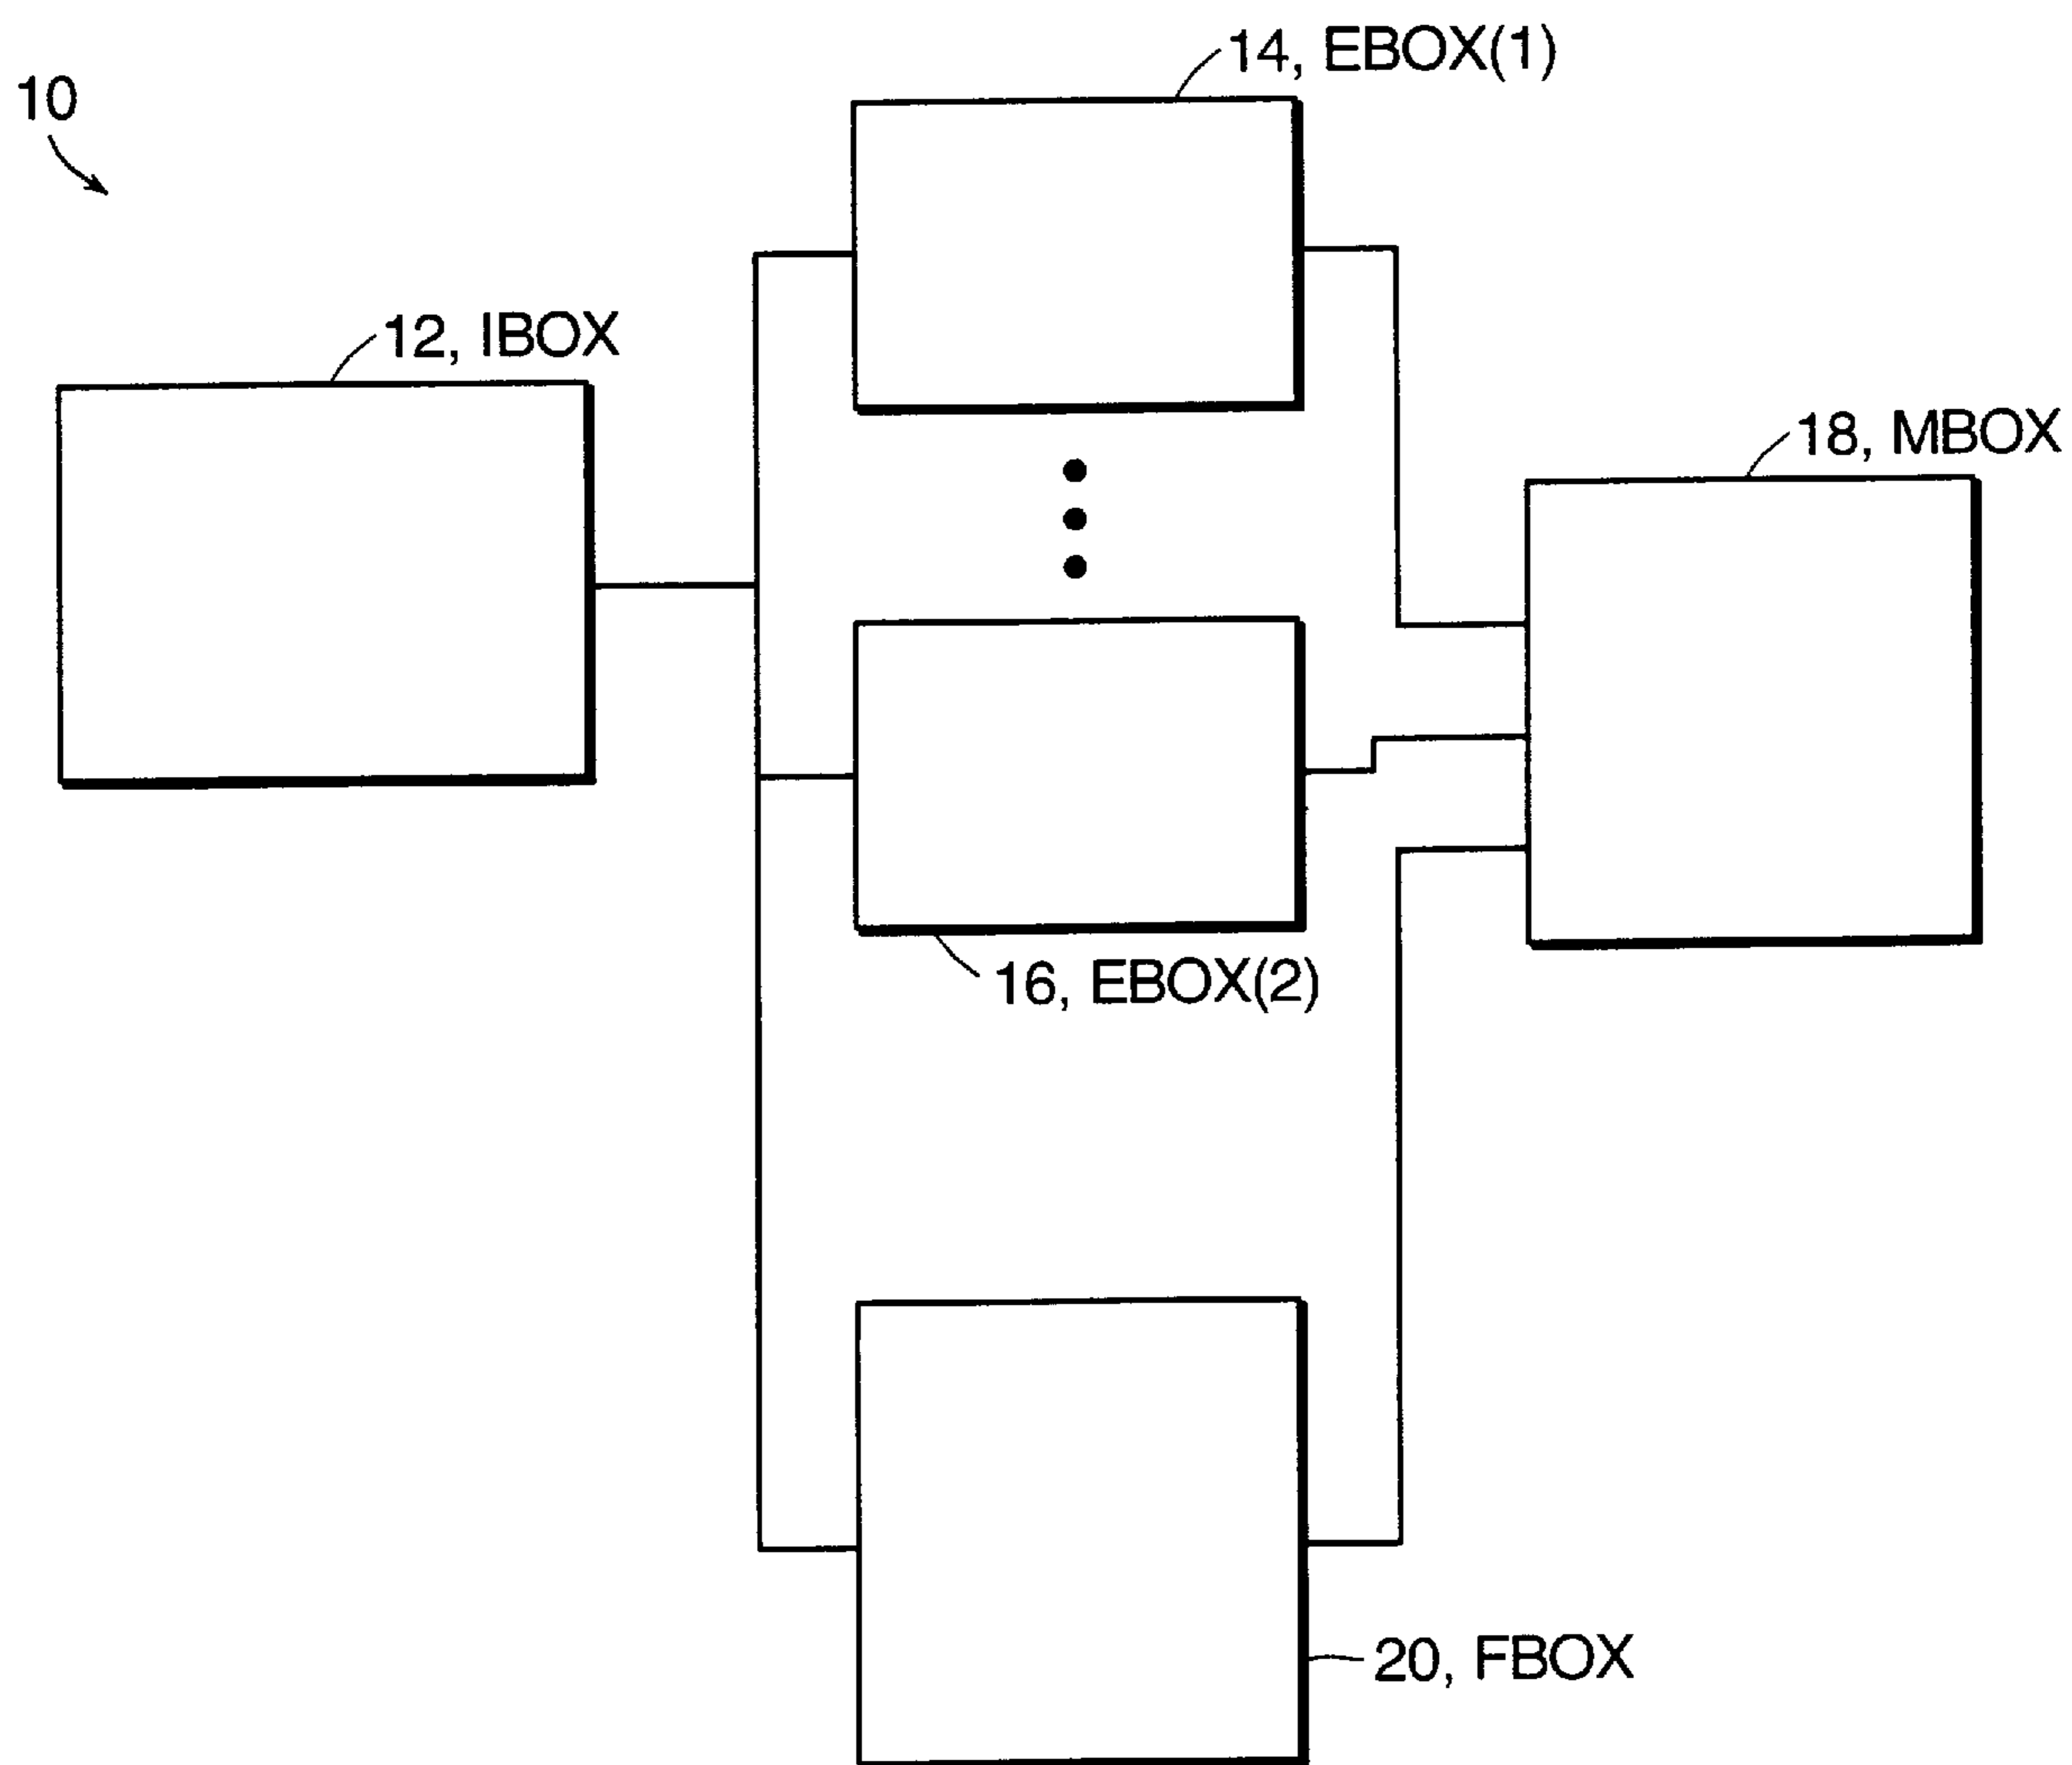 14, EBOX(1)
10
12, IBOX
18, MBOX
16, EBOX(2)
20, FBOX